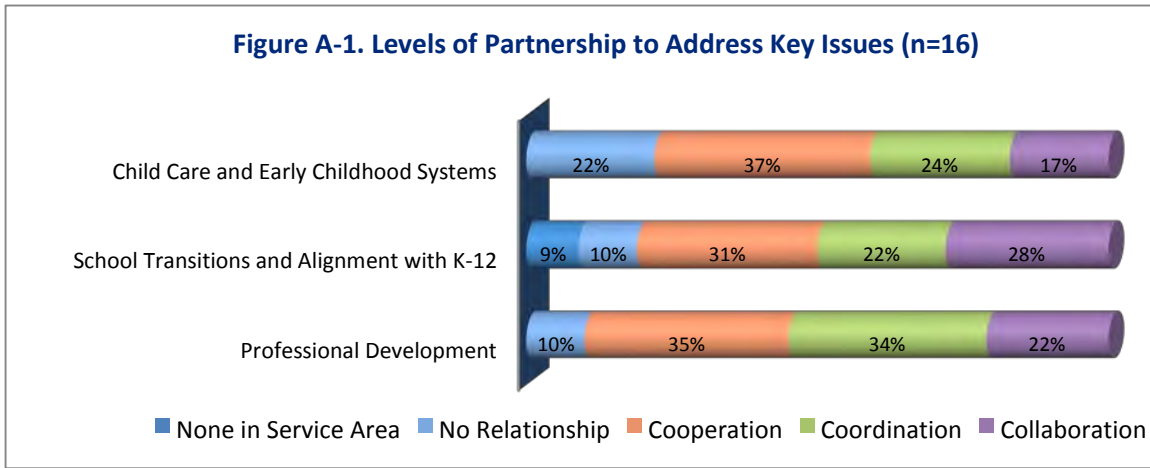 Figure A-1. Levels of Partnership to Address Key Issues (n=16)
Child Care and Early Childhood Systems
22% 37% 24% 17%
School Transitions and Alignment with K-12
9% 10% 31% 22% 28%
Professional Development
10% 35% 34% 22%
None in Service Area No Relationship Cooperation Coordination Collaboration